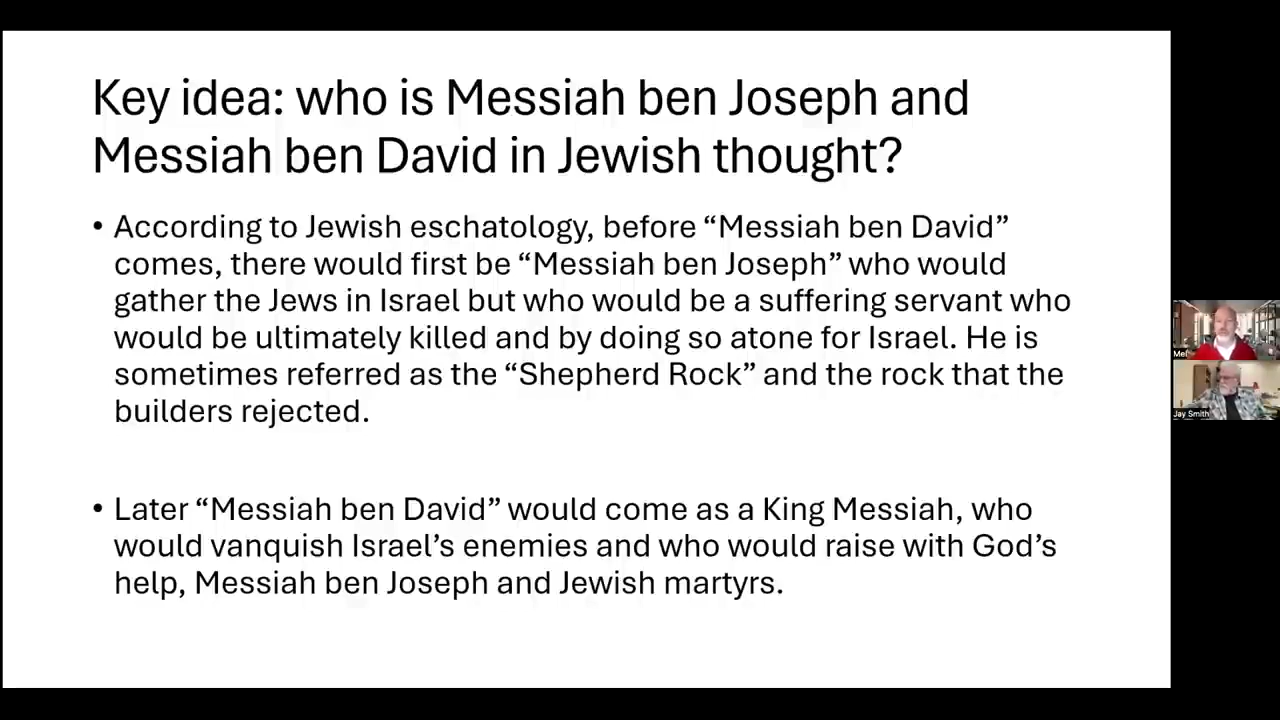 Key idea: who is Messiah ben Joseph and
Messiah ben David in Jewish thought?
• According to Jewish eschatology, before “Messiah ben David”
comes, there would first be “Messiah ben Joseph” who would
gather the Jews in Israel but who would be a suffering servant who
would be ultimately killed and by doing so atone for Israel. He is
sometimes referred as the “Shepherd Rock” and the rock that the
builders rejected.
• Later “Messiah ben David” would come as a King Messiah, who
would vanquish Israel’s enemies and who would raise with God’s
help, Messiah ben Joseph and Jewish martyrs.
Mel
Jay Smith